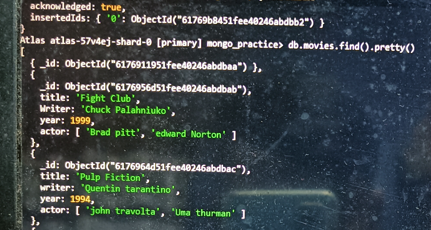 acknowledged: true,
insertedIds: { '0': ObjectId("61769b8451fee40246abdbb2") }
}
Atlas atlas-57v4ej-shard-0 [primary] mongo_practice> db.movies.find().pretty()
[
{ _id: ObjectId("6176911951fee40246abdbaa") },
{
_id: ObjectId("6176956d51fee40246abdbab"),
title: 'Fight Club',
Writer: 'Chuck Palahniuko',
year: 1999,
actor: [ 'Brad pitt', 'edward Norton' ]
},
{
_id: ObjectId("6176964d51fee40246abdbac"),
title: 'Pulp Fiction',
writer: 'Quentin tarantino',
year: 1994,
actor: [ 'john travolta', 'Uma thurman' ]
},